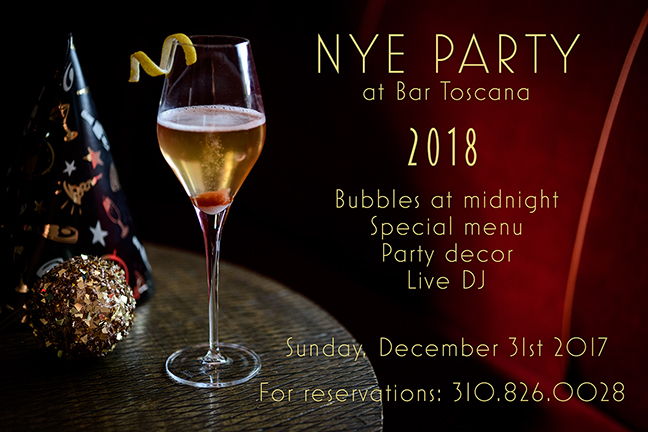 NYE PARTY
at Bar Toscana
2018
Bubbles at midnight
Special menu
Party decor
Live DJ
Sunday, December 31st 2017
For reservations: 310.826.0028